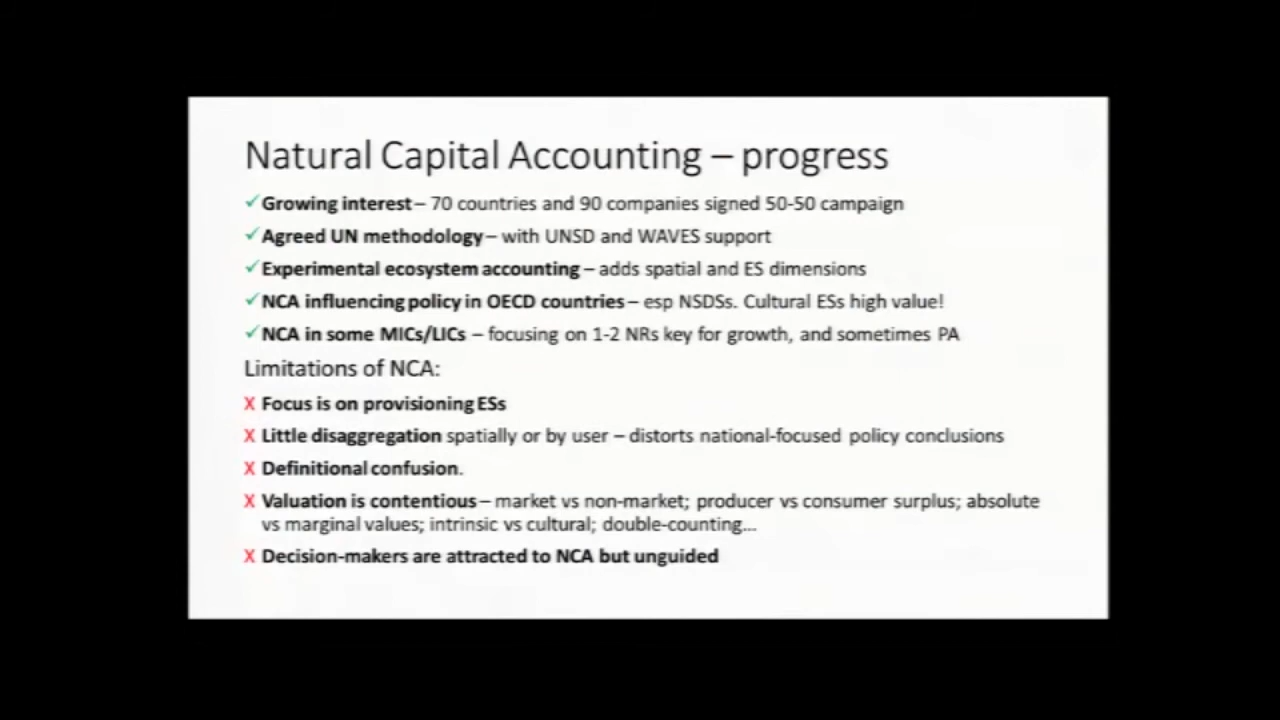 Natural Capital Accounting – progress
✓Growing interest – 70 countries and 90 companies signed 50-50 campaign
✓Agreed UN methodology – with UNSD and WAVES support
✓Experimental ecosystem accounting – adds spatial and ES dimensions
✓NCA influencing policy in OECD countries – esp NSDSs. Cultural ESs high value!
✓NCA in some MICs/LICs – focusing on 1-2 NRs key for growth, and sometimes PA
Limitations of NCA:
X Focus is on provisioning ESs
X Little disaggregation spatially or by user – distorts national-focused policy conclusions
X Definitional confusion.
X Valuation is contentious – market vs non-market; producer vs consumer surplus; absolute
vs marginal values; intrinsic vs cultural; double-counting...
X Decision-makers are attracted to NCA but unguided